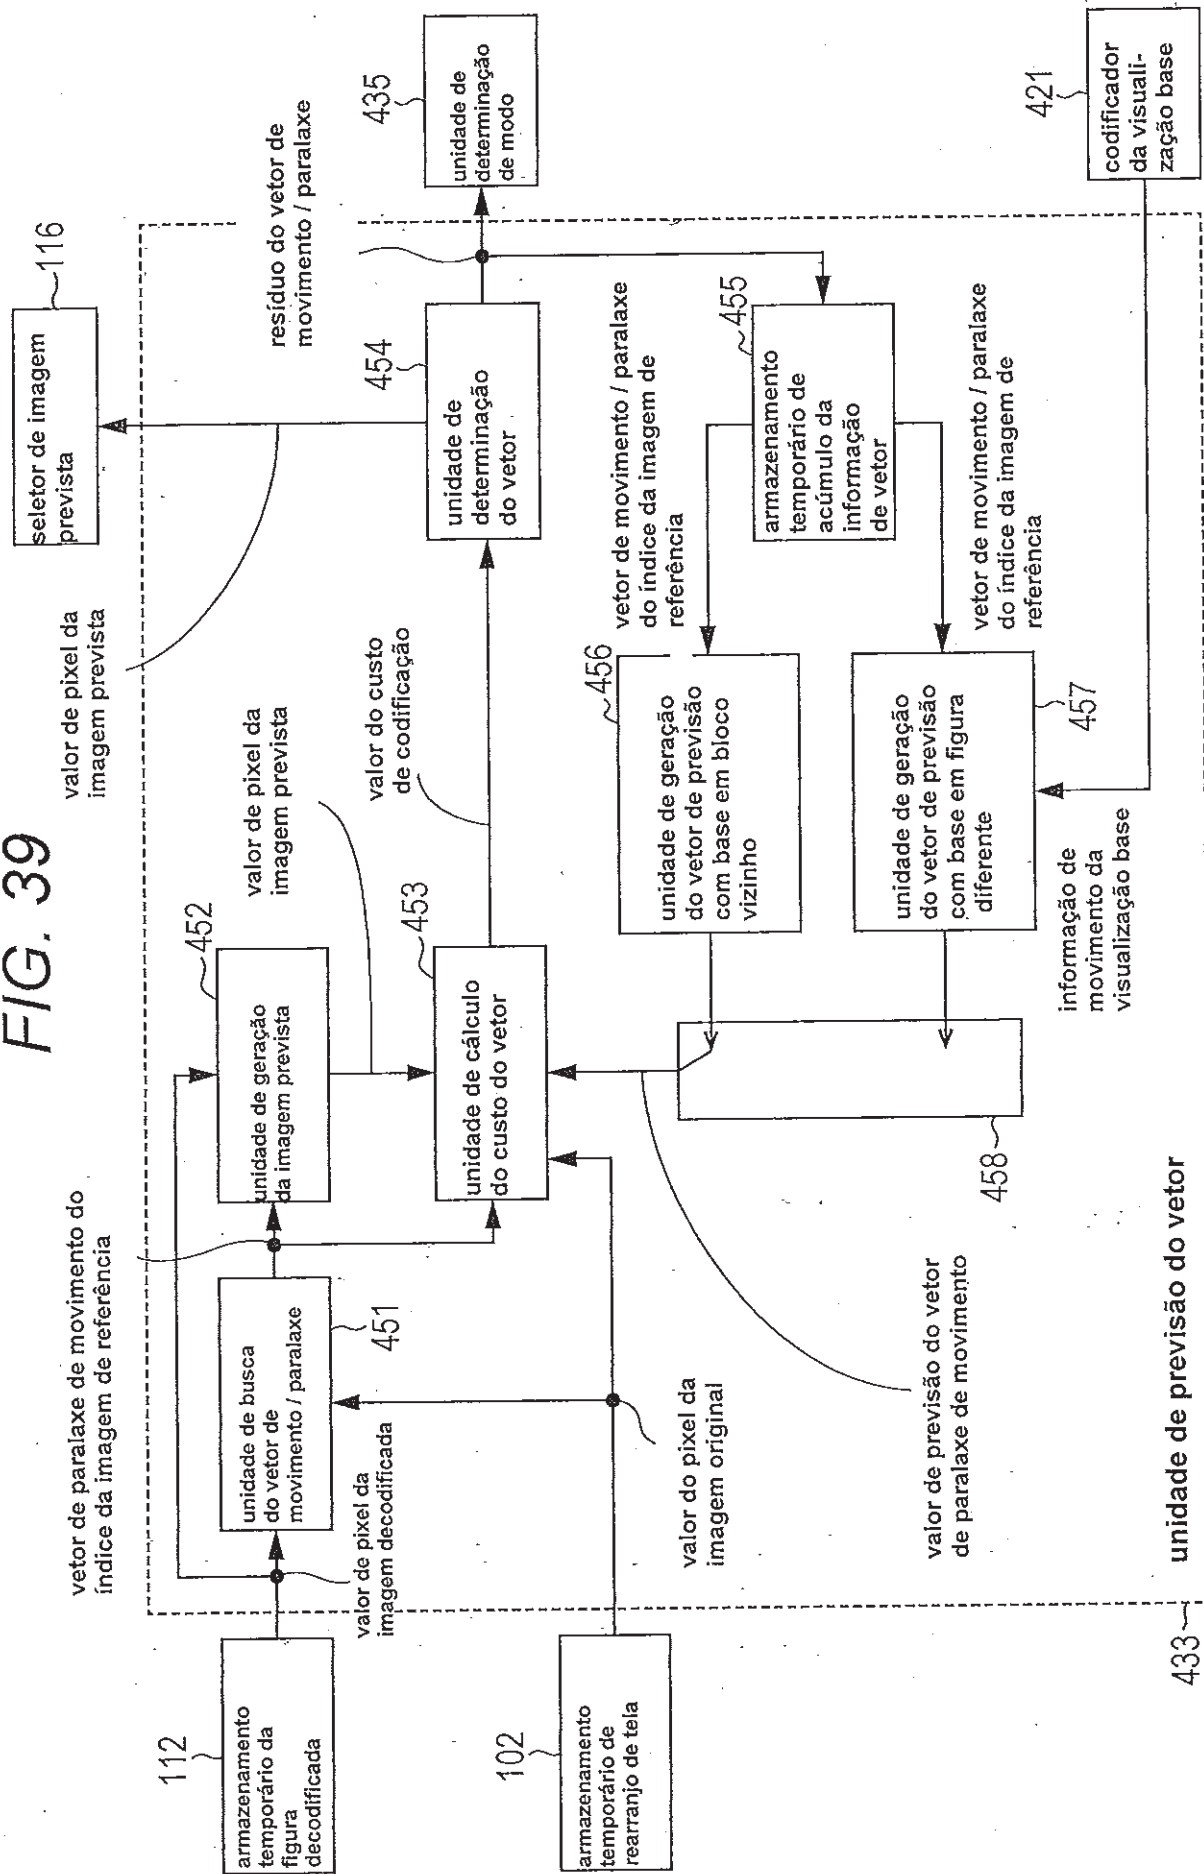 FIG. 39
112
armazenamento
temporário da
figura
decodificada
102
armazenamento
temporário de
rearranjo de tela
vetor de paralaxe de movimento do
índice da imagem de referência
unidade de busca
do vetor de
movimento / paralaxe
451
valor de pixel da
imagem decodificada
valor do pixel da
imagem original
452
unidade de geração
da imagem prevista
valor de pixel da
imagem prevista
453
unidade de cálculo
do custo do vetor
valor do custo
de codificação
valor de previsão do vetor
de paralaxe de movimento
458
valor de pixel da
imagem prevista
seletor de imagem
prevista
116
454
unidade de
determinação
do vetor
resíduo do vetor de
movimento / paralaxe
435
unidade de
determinação
de modo
455
armazenamento
temporário de
acúmulo da
informação
de vetor
vetor de movimento / paralaxe
do índice da imagem de
referência
vetor de movimento / paralaxe
do índice da imagem de
referência
456
unidade de geração
do vetor de previsão
com base em bloco
vizinho
457
unidade de geração
do vetor de previsão
com base em figura
diferente
informação de
movimento da
visualização base
421
codificador
da visuali-
zação base
433
unidade de previsão do vetor